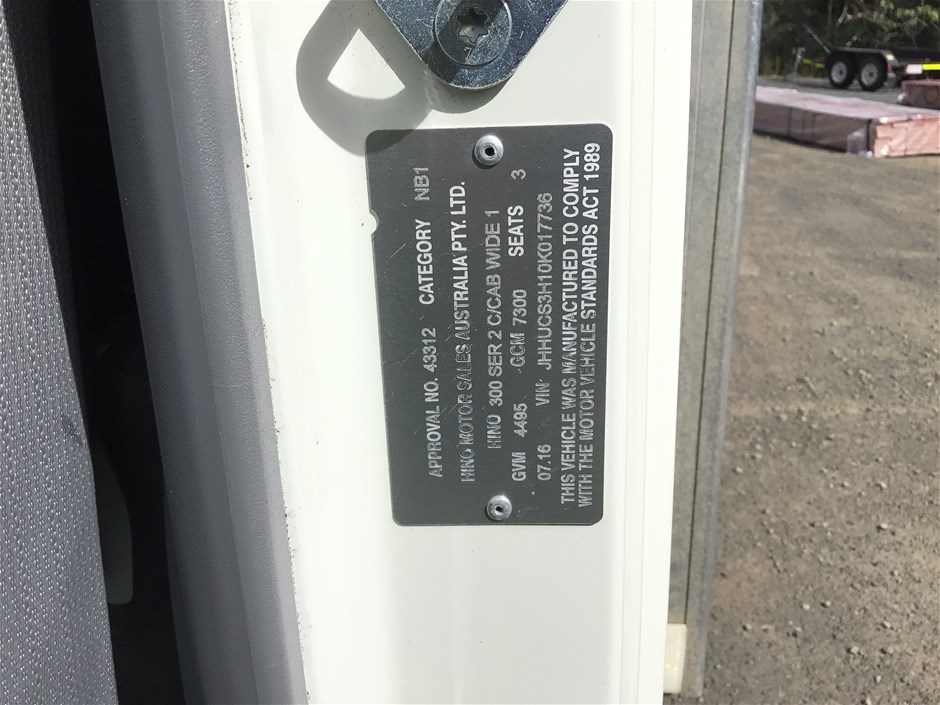 APPROVAL NO. 43312 CATEGORY NB1
HINO MOTOR SALES AUSTRALIA PTY. LTD.
HINO 300 SER 2 C/CAB WIDE 1
GVM 4495 GCM 7300 SEATS 3
07.16 VIN JHHUCS3H10K017736
THIS VEHICLE WAS MANUFACTURED TO COMPLY
WITH THE MOTOR VEHICLE STANDARDS ACT 1989